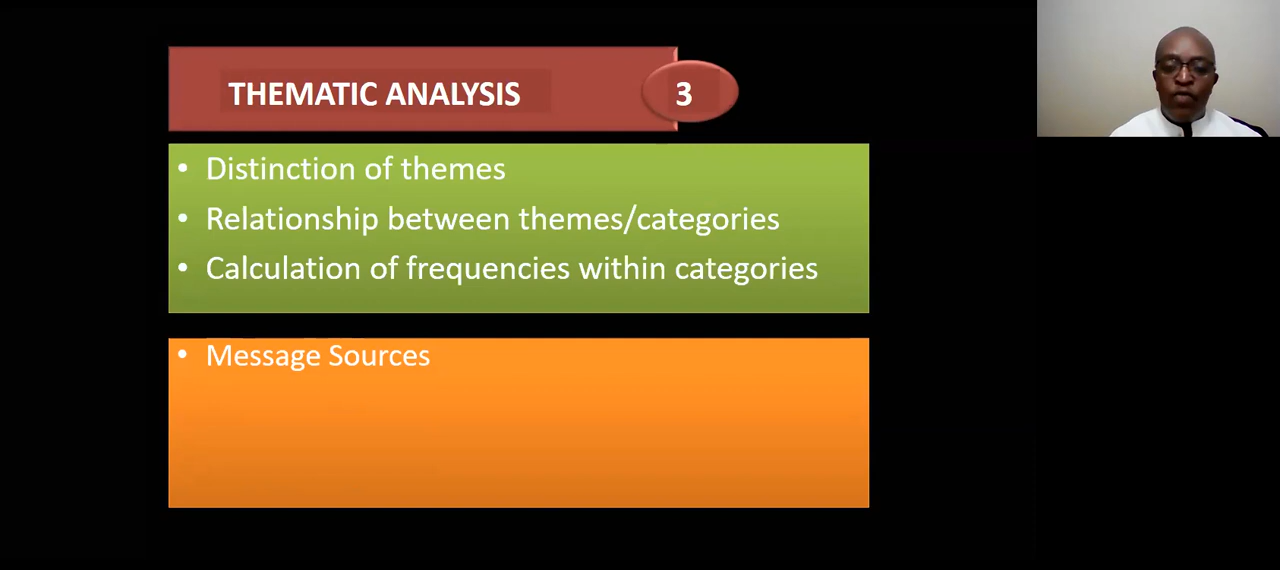 THEMATIC ANALYSIS
3
• Distinction of themes
• Relationship between themes/categories
• Calculation of frequencies within categories
• Message Sources